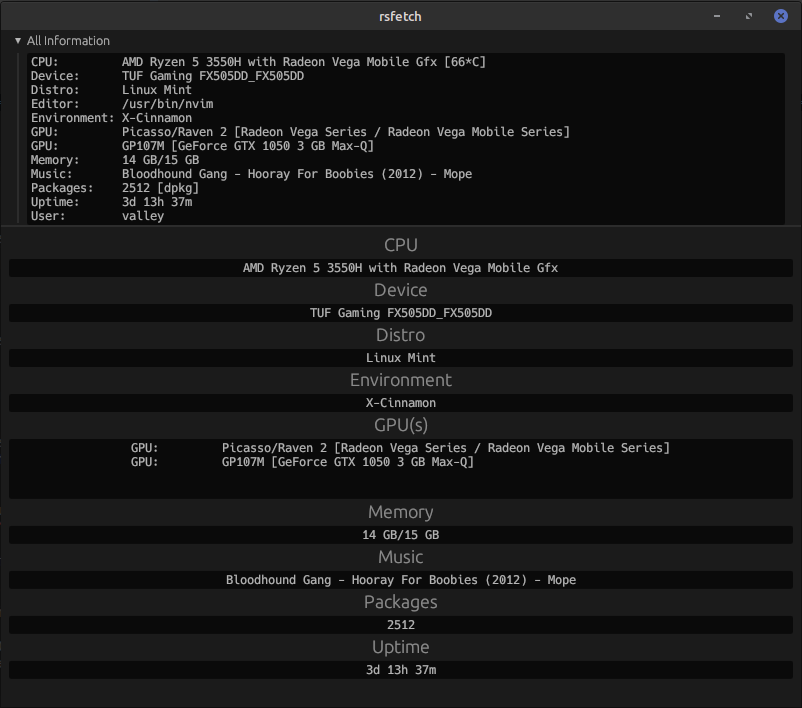 rsfetch
All Information
CPU: AMD Ryzen 5 3550H with Radeon Vega Mobile Gfx [66*C]
Device: TUF Gaming FX505DD_FX505DD
Distro: Linux Mint
Editor: /usr/bin/nvim
Environment: X-Cinnamon
GPU: Picasso/Raven 2 [Radeon Vega Series / Radeon Vega Mobile Series]
GPU: GP107M [GeForce GTX 1050 3 GB Max-Q]
Memory: 14 GB/15 GB
Music: Bloodhound Gang - Hooray For Boobies (2012) - Mope
Packages: 2512 [dpkg]
Uptime: 3d 13h 37m
User: valley
CPU
AMD Ryzen 5 3550H with Radeon Vega Mobile Gfx
Device
TUF Gaming FX505DD_FX505DD
Distro
Linux Mint
Environment
X-Cinnamon
GPU(s)
GPU: Picasso/Raven 2 [Radeon Vega Series / Radeon Vega Mobile Series]
GPU: GP107M [GeForce GTX 1050 3 GB Max-Q]
Memory
14 GB/15 GB
Music
Bloodhound Gang - Hooray For Boobies (2012) - Mope
Packages
2512
Uptime
3d 13h 37m